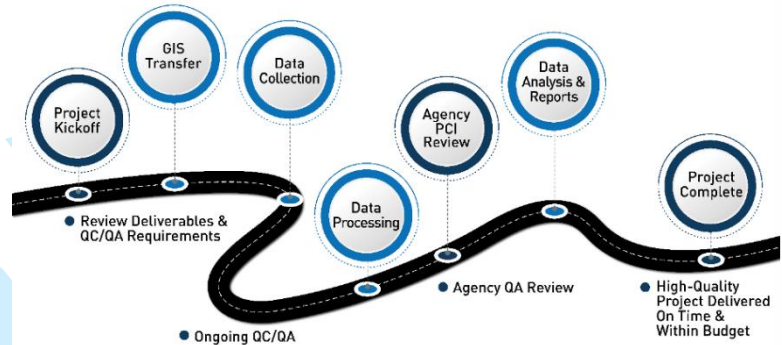 Project
Kickoff
GIS
Transfer
Data
Collection
Data
Processing
Agency
PCI
Review
Data
Analysis &
Reports
Project
Complete
Review Deliverables &
QC/QA Requirements
Ongoing QC/QA
Agency QA Review
High-Quality
Project Delivered
On Time &
Within Budget